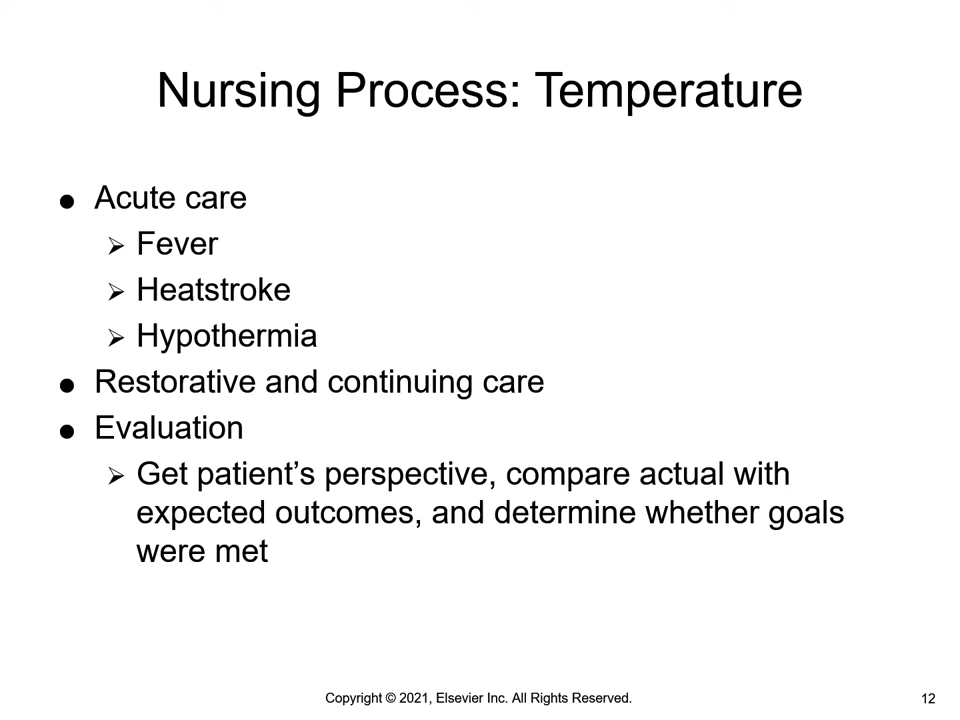 Nursing Process: Temperature
● Acute care
➢ Fever
➢ Heatstroke
➢ Hypothermia
● Restorative and continuing care
● Evaluation
➢ Get patient’s perspective, compare actual with
expected outcomes, and determine whether goals
were met
Copyright © 2021, Elsevier Inc. All Rights Reserved.
12